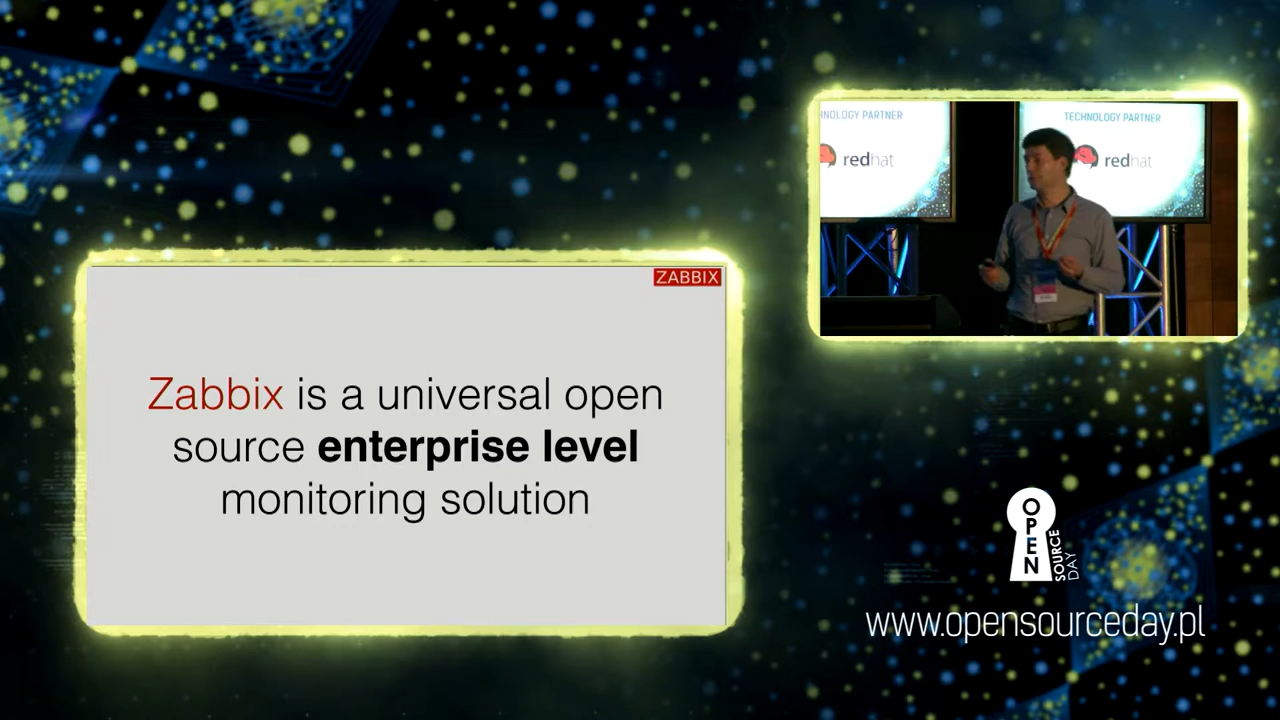 ZABBIX
Zabbix is a universal open
source enterprise level
monitoring solution
TECHNOLOGY PARTNER
redhat
TECHNOLOGY PARTNER
redhat
OPEN
SOURCE
DAY
www.opensourceday.pl